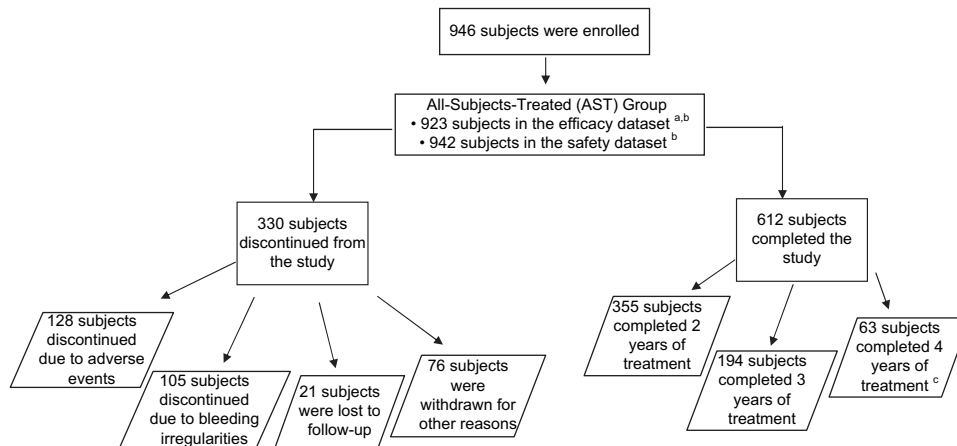 946 subjects were enrolled
All-Subjects-Treated (AST) Group
• 923 subjects in the efficacy dataset a,b
• 942 subjects in the safety dataset b
330 subjects
discontinued from
the study
612 subjects
completed the
study
128 subjects
discontinued
due to adverse
events
105 subjects
discontinued
due to bleeding
irregularities
21 subjects
were lost to
follow-up
76 subjects
were
withdrawn for
other reasons
355 subjects
completed 2
years of
treatment
194 subjects
completed 3
years of
treatment
63 subjects
completed 4
years of
treatment c